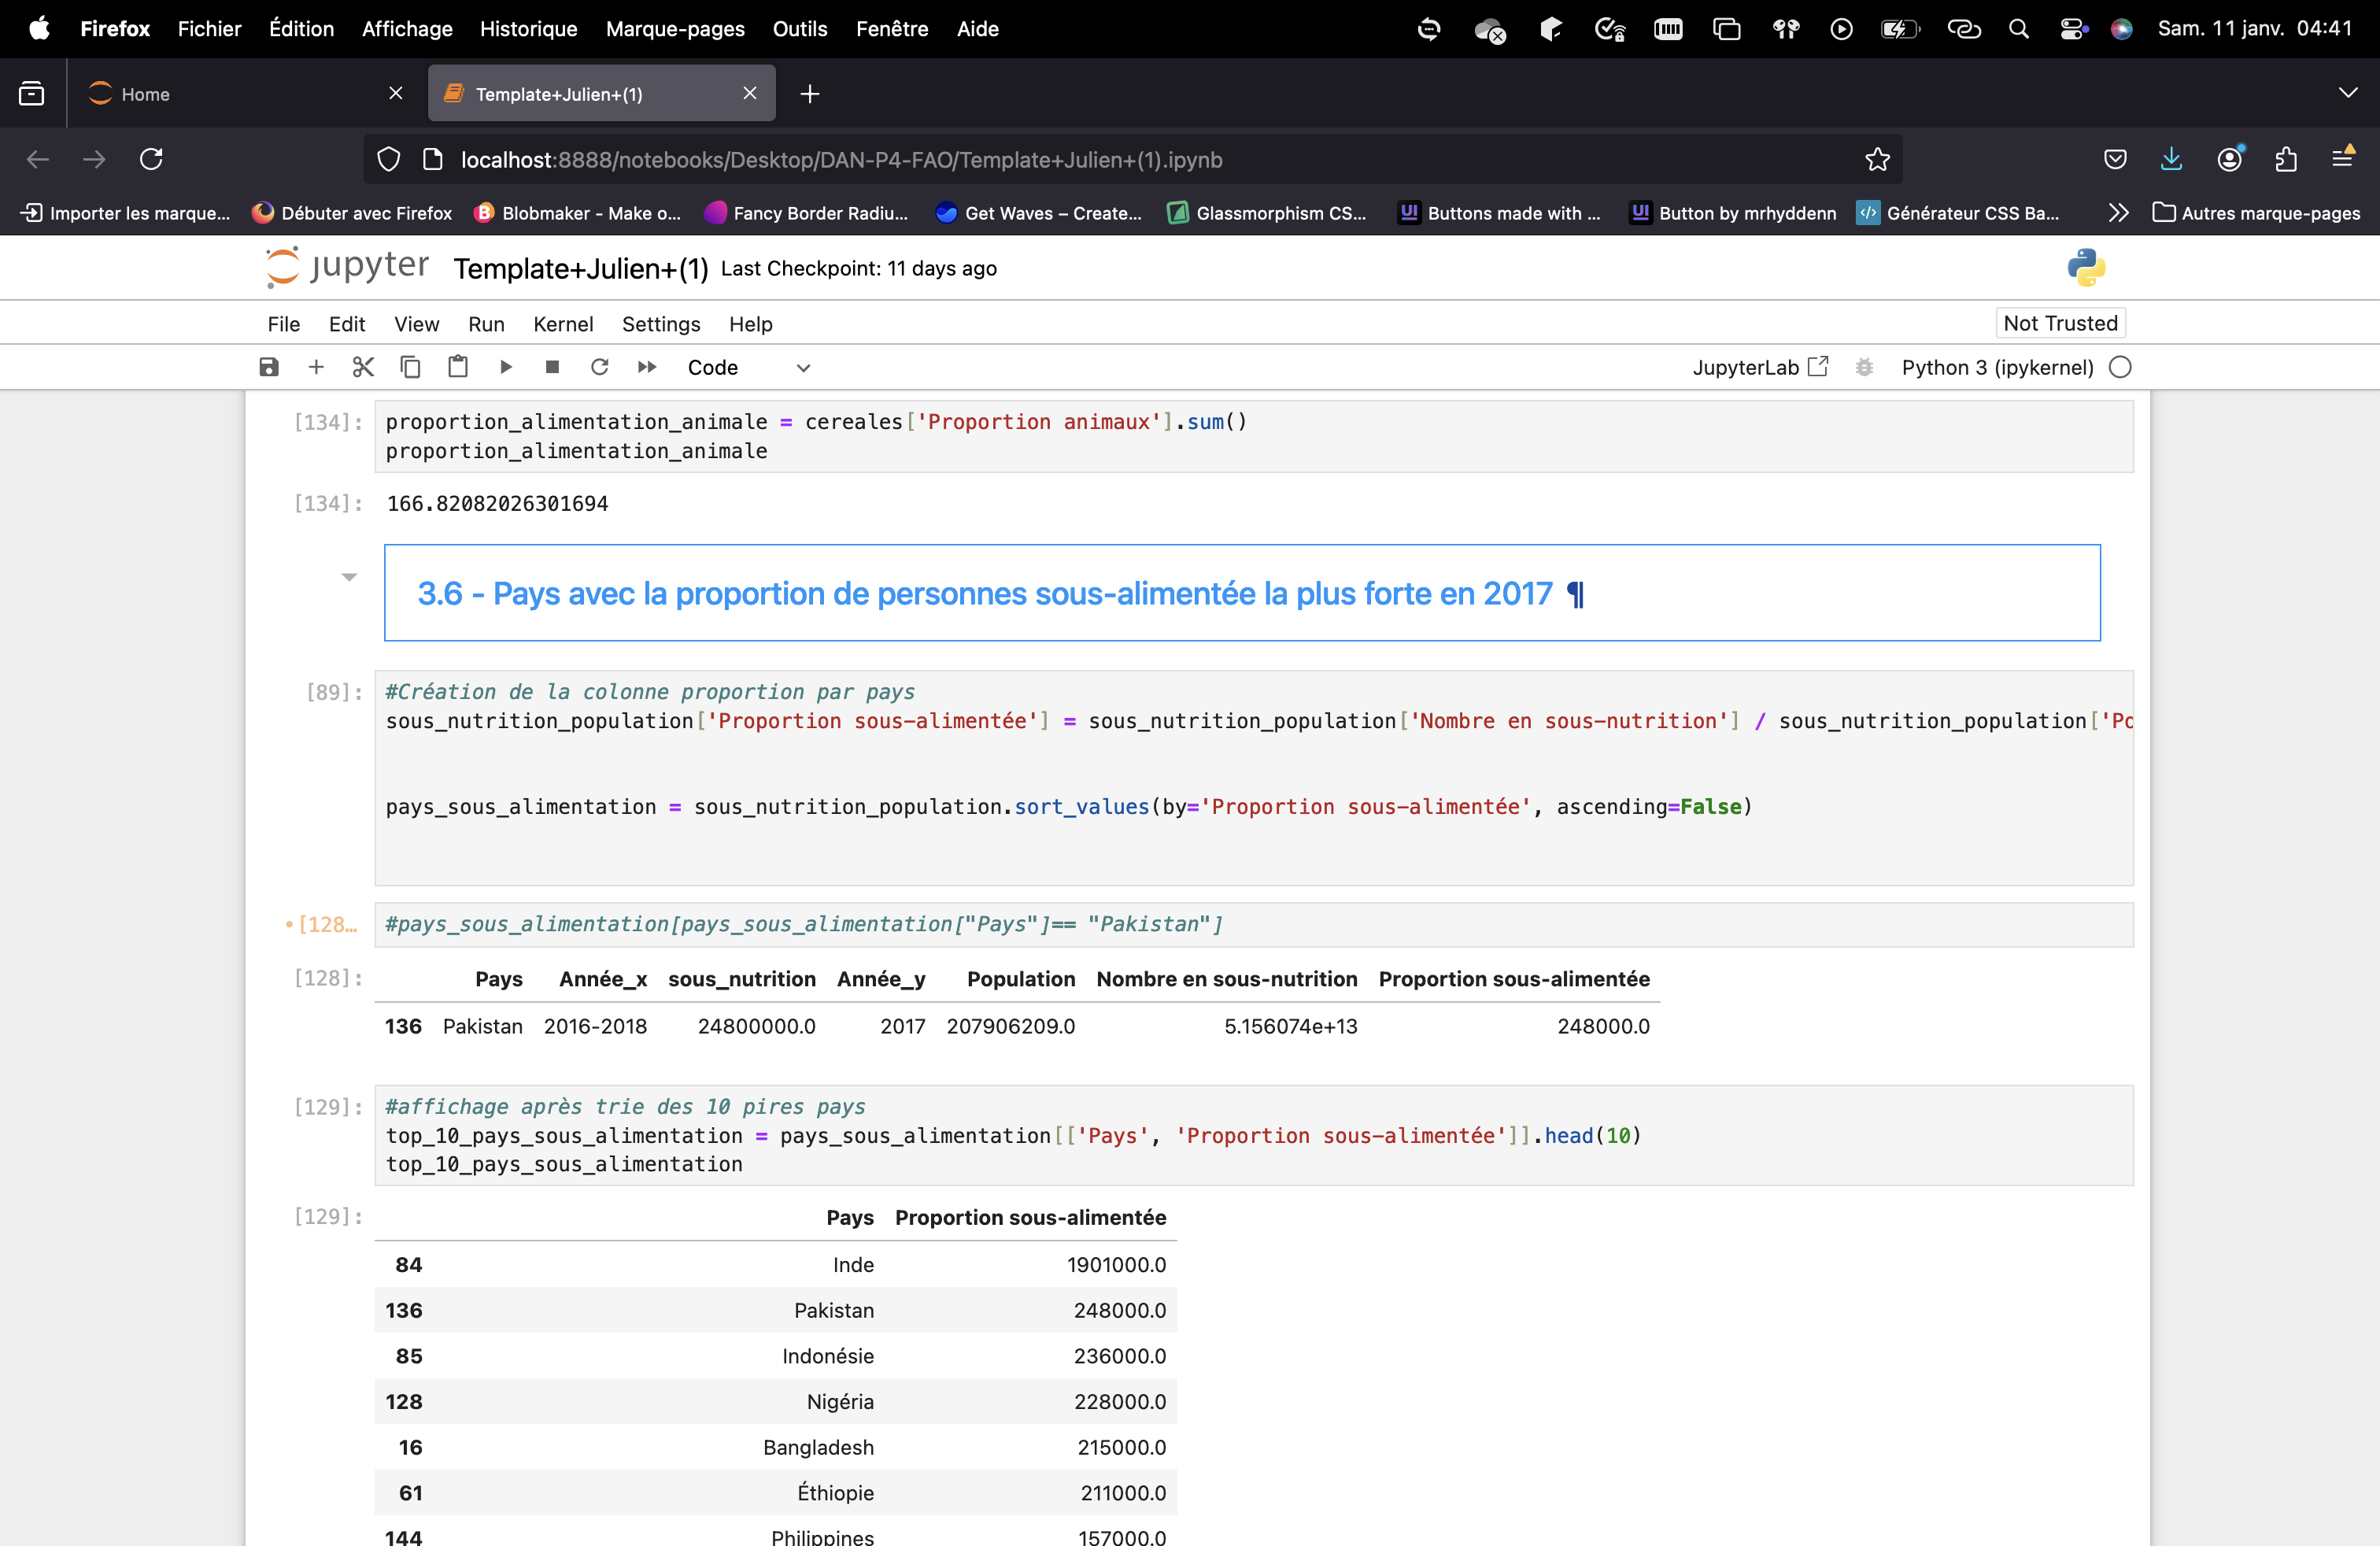 Firefox Fichier Édition Affichage Historique Marque-pages Outils Fenêtre Aide Sam. 11 janv. 04:41
Home Template+Julien+(1)
localhost:8888/notebooks/Desktop/DAN-P4-FAO/Template+Julien+(1).ipynb
Importer les marque... Débuter avec Firefox Blobmaker - Make o... Fancy Border Radiu... Get Waves – Create... Glassmorphism CS... Buttons made with ... Button by mrhyddenn Générateur CSS Ba... Autres marque-pages
jupyter Template+Julien+(1) Last Checkpoint: 11 days ago
File Edit View Run Kernel Settings Help Not Trusted
Code JupyterLab Python 3 (ipykernel)
[134]: proportion_alimentation_animale = cereales['Proportion animaux'].sum()
proportion_alimentation_animale
[134]: 166.82082026301694
3.6 - Pays avec la proportion de personnes sous-alimentée la plus forte en 2017 ¶
[89]: #Création de la colonne proportion par pays
sous_nutrition_population['Proportion sous-alimentée'] = sous_nutrition_population['Nombre en sous-nutrition'] / sous_nutrition_population['Po
pays_sous_alimentation = sous_nutrition_population.sort_values(by='Proportion sous-alimentée', ascending=False)
•[128… #pays_sous_alimentation[pays_sous_alimentation["Pays"]== "Pakistan"]
[128]: Pays Année_x sous_nutrition Année_y Population Nombre en sous-nutrition Proportion sous-alimentée
136 Pakistan 2016-2018 24800000.0 2017 207906209.0 5.156074e+13 248000.0
[129]: #affichage après trie des 10 pires pays
top_10_pays_sous_alimentation = pays_sous_alimentation[['Pays', 'Proportion sous-alimentée']].head(10)
top_10_pays_sous_alimentation
[129]: Pays Proportion sous-alimentée
84 Inde 1901000.0
136 Pakistan 248000.0
85 Indonésie 236000.0
128 Nigéria 228000.0
16 Bangladesh 215000.0
61 Éthiopie 211000.0
144 Philippines 157000.0